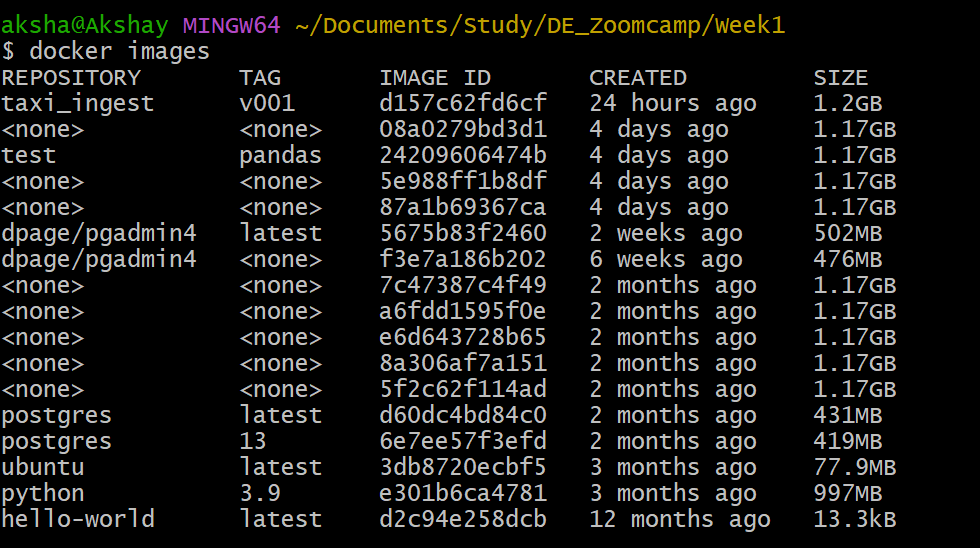 aksha@Akshay MINGW64 ~/Documents/Study/DE_Zoomcamp/Week1
$ docker images
REPOSITORY TAG IMAGE ID CREATED SIZE
taxi_ingest v001 d157c62fd6cf 24 hours ago 1.2GB
<none> <none> 08a0279bd3d1 4 days ago 1.17GB
test pandas 24209606474b 4 days ago 1.17GB
<none> <none> 5e988ff1b8df 4 days ago 1.17GB
<none> <none> 87a1b69367ca 4 days ago 1.17GB
dpage/pgadmin4 latest 5675b83f2460 2 weeks ago 502MB
dpage/pgadmin4 <none> f3e7a186b202 6 weeks ago 476MB
<none> <none> 7c47387c4f49 2 months ago 1.17GB
<none> <none> a6fdd1595f0e 2 months ago 1.17GB
<none> <none> e6d643728b65 2 months ago 1.17GB
<none> <none> 8a306af7a151 2 months ago 1.17GB
<none> <none> 5f2c62f114ad 2 months ago 1.17GB
postgres latest d60dc4bd84c0 2 months ago 431MB
postgres 13 6e7ee57f3efd 2 months ago 419MB
ubuntu latest 3db8720ecbf5 3 months ago 77.9MB
python 3.9 e301b6ca4781 3 months ago 997MB
hello-world latest d2c94e258dcb 12 months ago 13.3kB